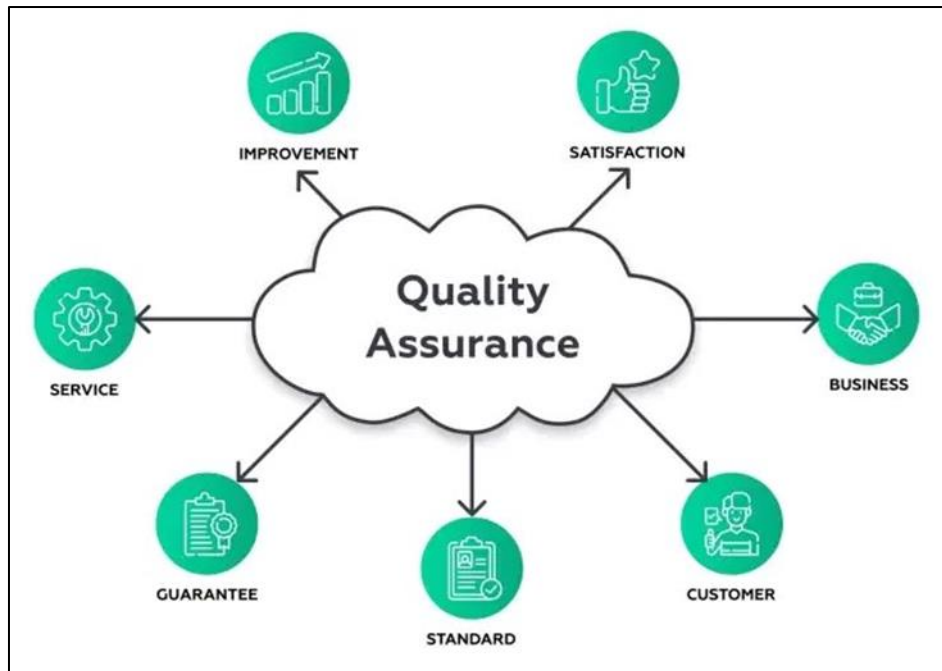 IMPROVEMENT
SATISFACTION
Quality
Assurance
SERVICE
BUSINESS
GUARANTEE
CUSTOMER
STANDARD